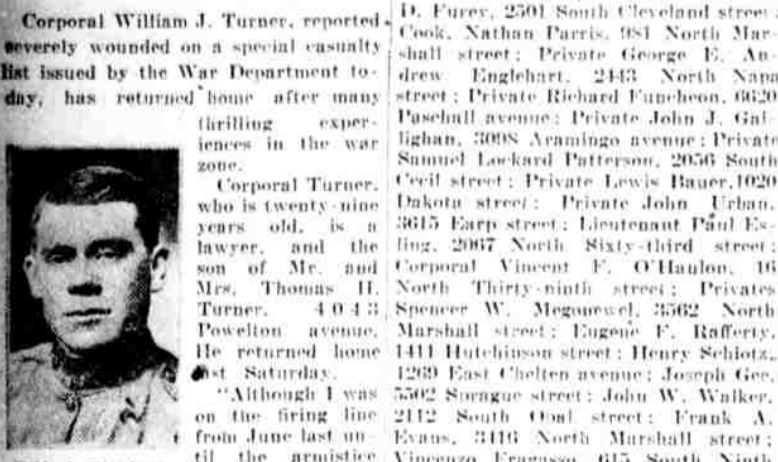 Corporal William J. Turner, reported
severely wounded on a special casualty
list issued by the War Department to-
day, has returned home after many
thrilling exper-
iences in the war
zone.
Corporal Turner,
who is twenty-nine
years old, is a
lawyer, and the
son of Mr. and
Mrs. Thomas H.
Turner, 4043
Powelton avenue.
He returned home
last Saturday.
"Although I was
on the firing line
from June last un-
til the armistice
D. Furey, 2501 South Cleveland street;
Cook, Nathan Parris, 981 North Mar-
shall street; Private George E. An-
drew Englehart, 2443 North Napa
street; Private Richard Funcheon, 6620
Paschall avenue; Private John J. Gal-
lighan, 3098 Aramingo avenue; Private
Samuel Lockard Patterson, 2056 South
Cecil street; Private Lewis Bauer, 1020
Dakota street; Private John Urban,
3615 Earp street; Lieutenant Paul Es-
ling, 2067 North Sixty-third street;
Corporal Vincent F. O'Hanlon, 16
North Thirty-ninth street; Privates
Spencer W. Megonewel, 3562 North
Marshall street; Eugene F. Rafferty,
1411 Hutchinson street; Henry Schlotz,
1269 East Chelten avenue; Joseph Gee,
5502 Sprague street; John W. Walker,
2112 South Opal street; Frank A.
Evans, 3416 North Marshall street;
Vincenzo Fragasso, 615 South Ninth